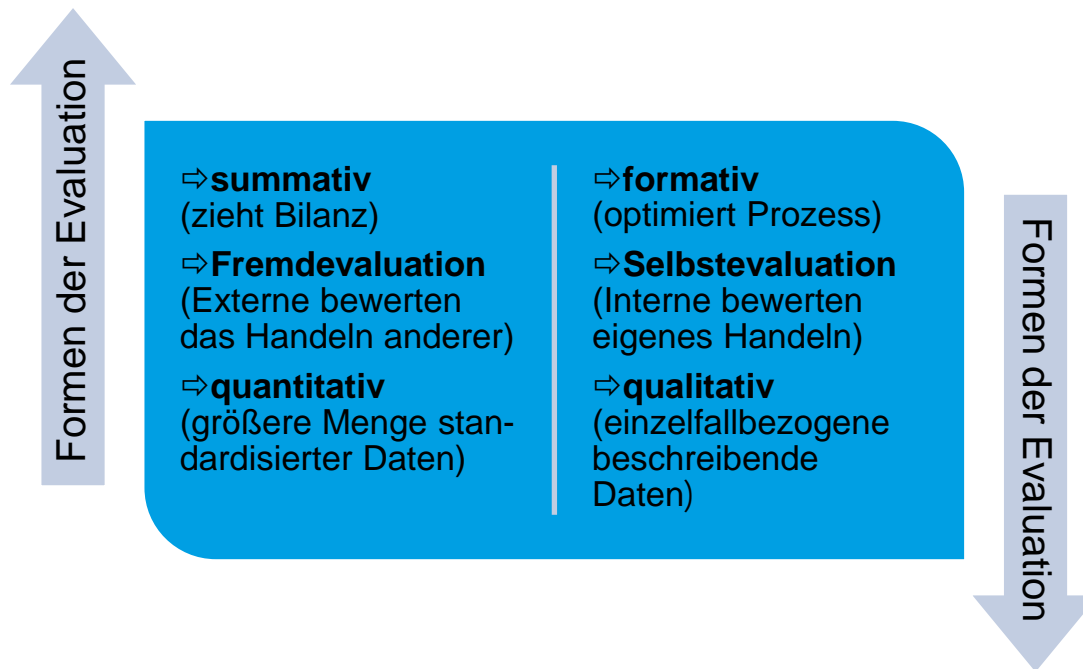 Formen der Evaluation
⇨summativ
(zieht Bilanz)
⇨Fremdevaluation
(Externe bewerten
das Handeln anderer)
⇨quantitativ
(größere Menge stan-
dardisierter Daten)
⇨formativ
(optimiert Prozess)
⇨Selbstevaluation
(Interne bewerten
eigenes Handeln)
⇨qualitativ
(einzelfallbezogene
beschreibende
Daten)
Formen der Evaluation